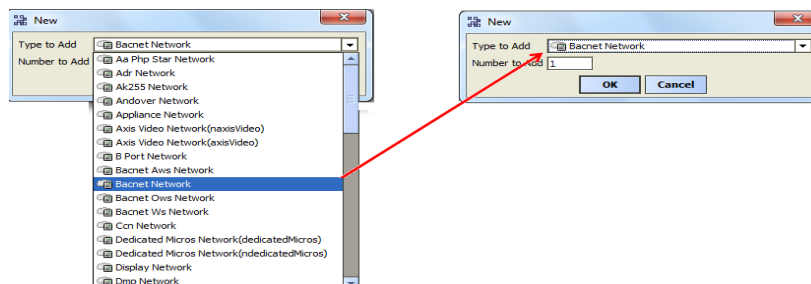 New
Type to Add Bacnet Network
Number to Add
Aa Php Star Network
Adr Network
Ak255 Network
Andover Network
Appliance Network
Axis Video Network(naxisVideo)
Axis Video Network(axisVideo)
B Port Network
Bacnet Aws Network
Bacnet Network
Bacnet Ows Network
Bacnet Ws Network
Ccn Network
Dedicated Micros Network(dedicatedMicros)
Dedicated Micros Network(ndedicatedMicros)
Display Network
Dmp Network
New
Type to Add Bacnet Network
Number to Add 1
OK Cancel